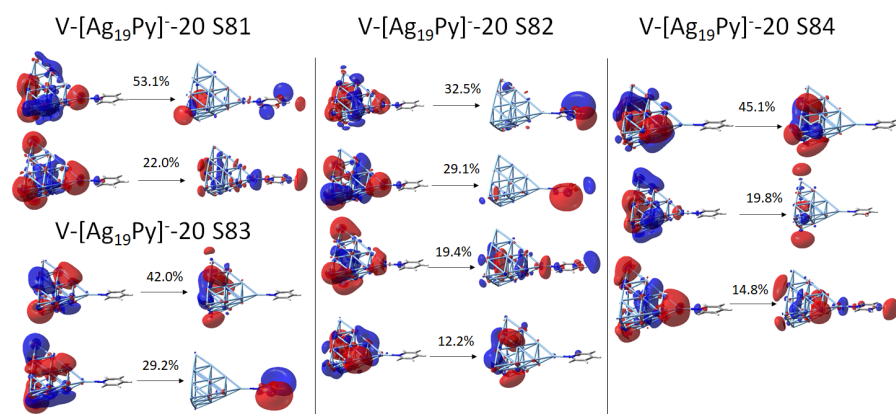 V-[Ag₁₉Py]⁻-20 S81
53.1%
22.0%
V-[Ag₁₉Py]⁻-20 S83
42.0%
29.2%
V-[Ag₁₉Py]⁻-20 S82
32.5%
29.1%
19.4%
12.2%
V-[Ag₁₉Py]⁻-20 S84
45.1%
19.8%
14.8%